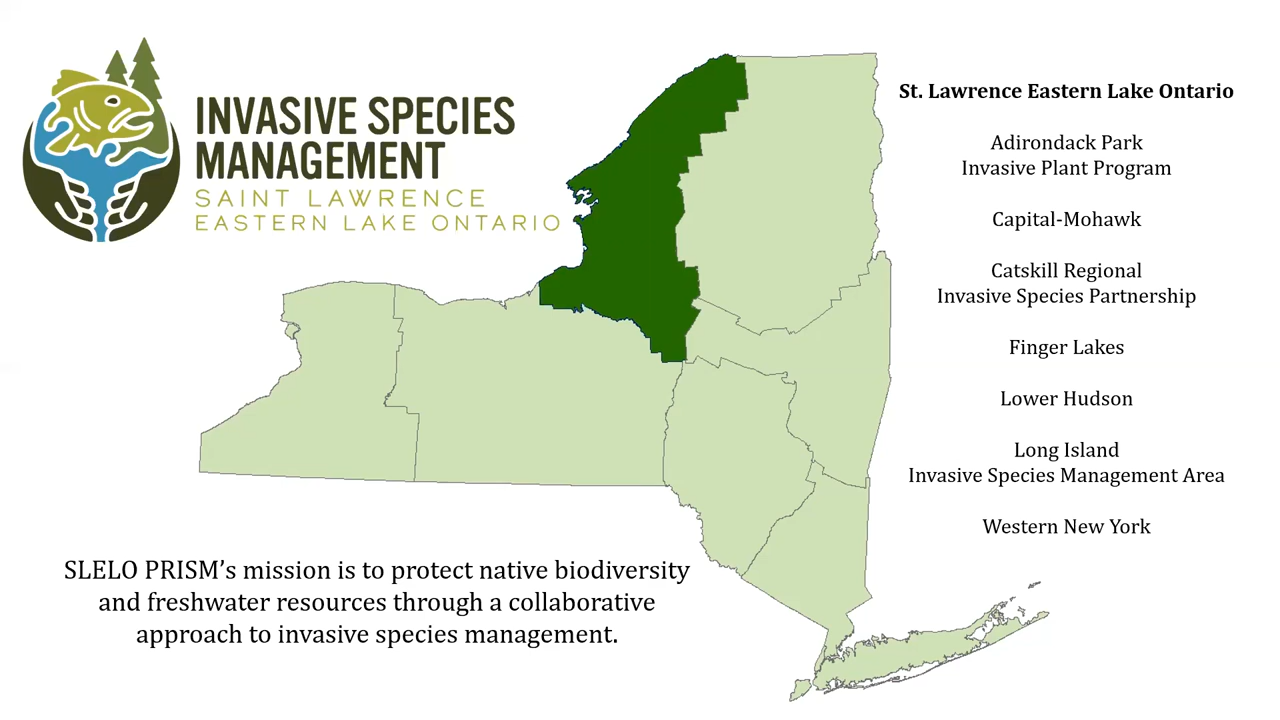 INVASIVE SPECIES
MANAGEMENT
SAINT LAWRENCE
EASTERN LAKE ONTARIO
St. Lawrence Eastern Lake Ontario
Adirondack Park
Invasive Plant Program
Capital-Mohawk
Catskill Regional
Invasive Species Partnership
Finger Lakes
Lower Hudson
Long Island
Invasive Species Management Area
Western New York
SLELO PRISM's mission is to protect native biodiversity
and freshwater resources through a collaborative
approach to invasive species management.